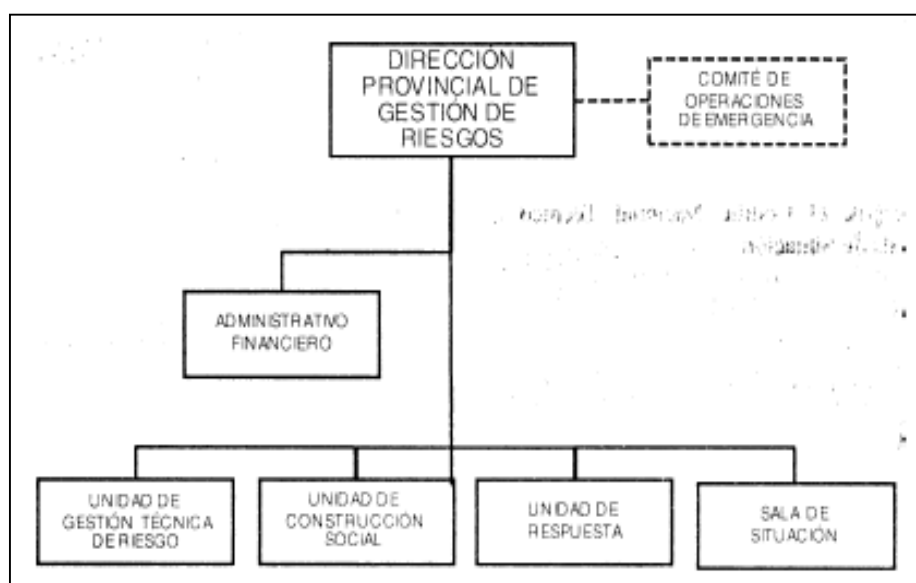 DIRECCIÓN
PROVINCIAL DE
GESTIÓN DE
RIESGOS
COMITÉ DE
OPERACIONES
DE EMERGENCIA
ADMINISTRATIVO
FINANCIERO
UNIDAD DE
GESTIÓN TÉCNICA
DE RIESGO
UNIDAD DE
CONSTRUCCIÓN
SOCIAL
UNIDAD DE
RESPUESTA
SALA DE
SITUACIÓN